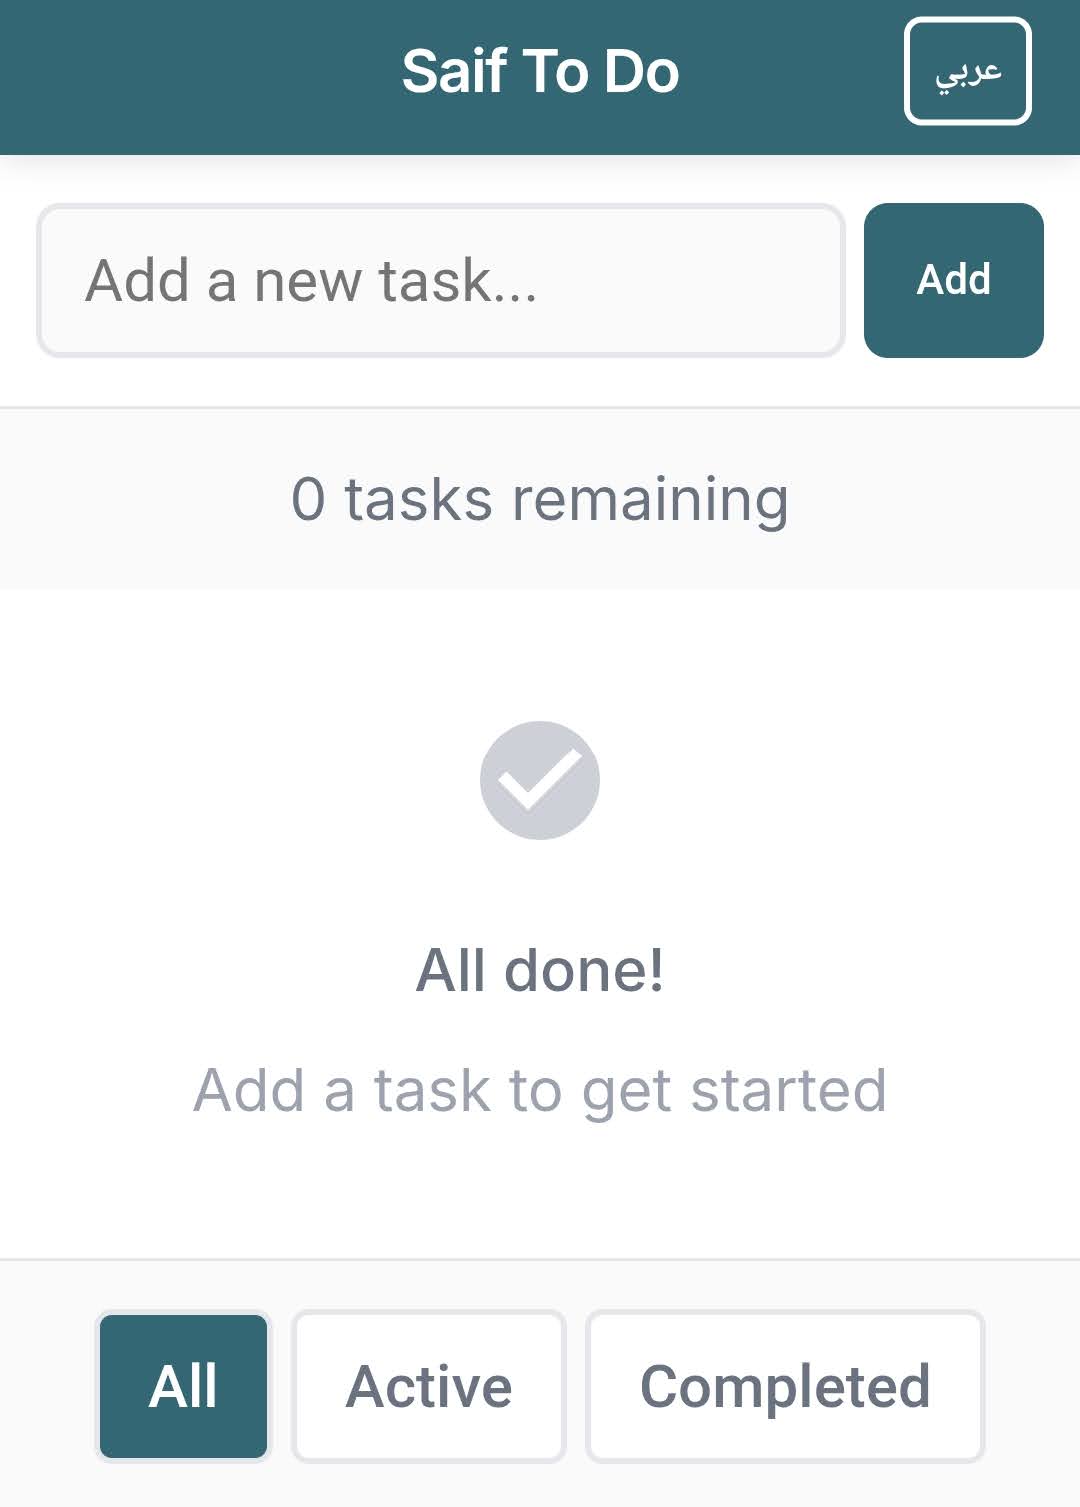 Saif To Do
عربي
Add a new task...
Add
0 tasks remaining
All done!
Add a task to get started
All
Active
Completed